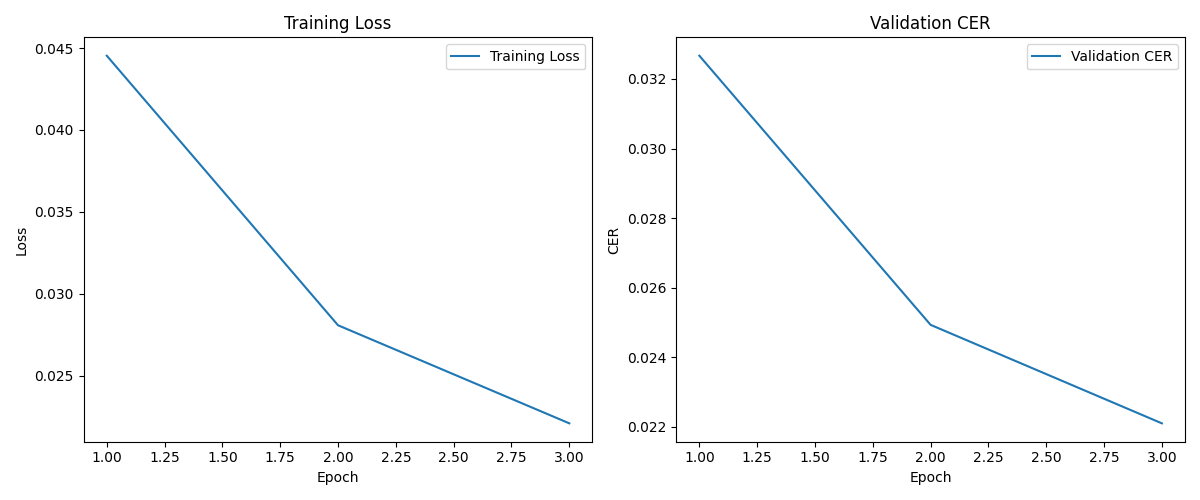 Training Loss
Training Loss
0.045
0.040
0.035
0.030
0.025
Loss
1.00 1.25 1.50 1.75 2.00 2.25 2.50 2.75 3.00
Epoch
Validation CER
Validation CER
0.032
0.030
0.028
0.026
0.024
0.022
CER
1.00 1.25 1.50 1.75 2.00 2.25 2.50 2.75 3.00
Epoch